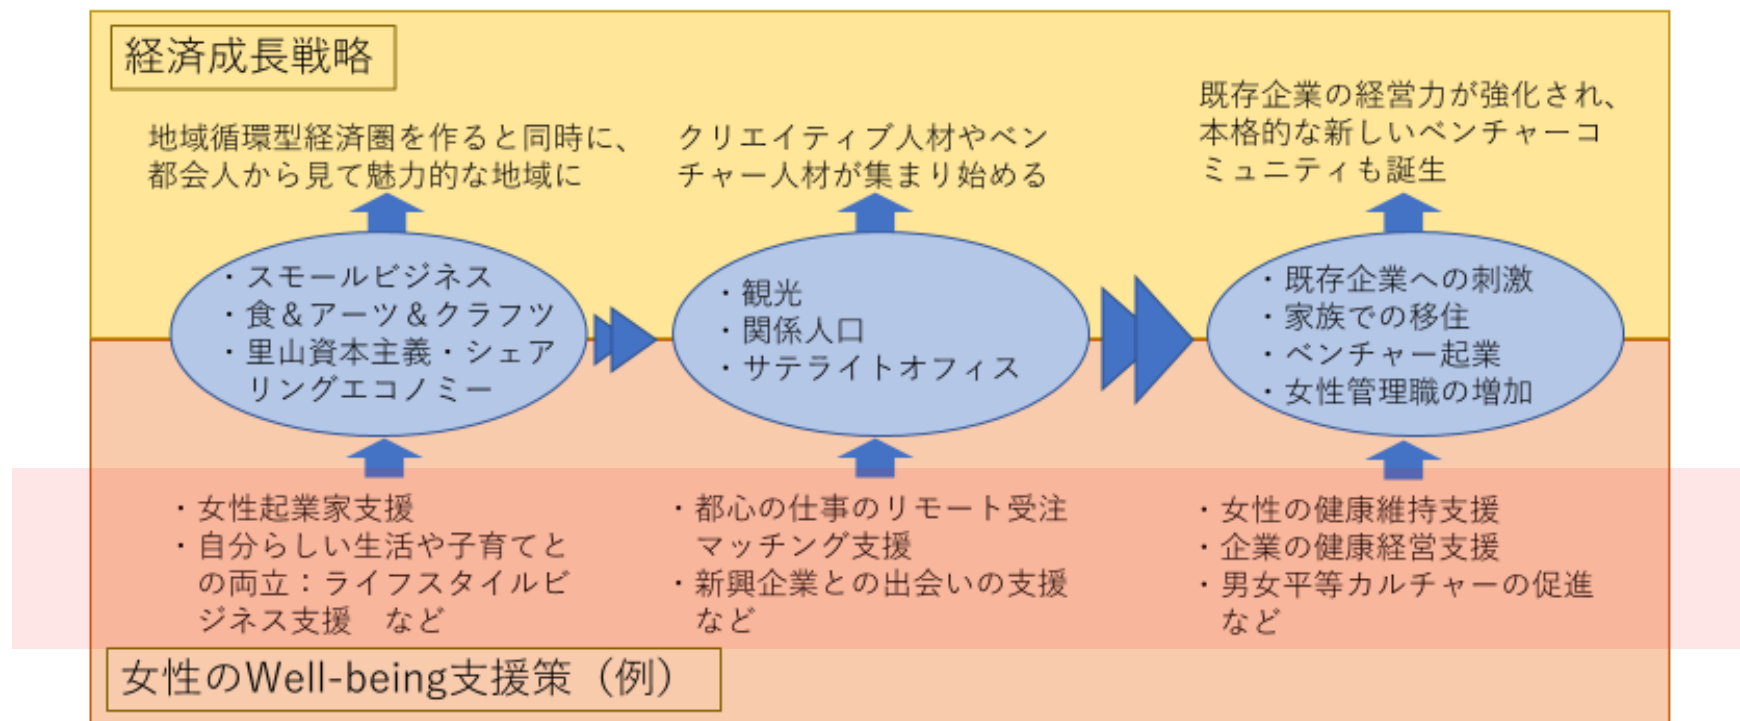 経済成長戦略
地域循環型経済圏を作ると同時に、
都会人から見て魅力的な地域に
クリエイティブ人材やベン
チャー人材が集まり始める
既存企業の経営力が強化され、
本格的な新しいベンチャーコ
ミュニティも誕生
・スモールビジネス
・食＆アーツ＆クラフツ
・里山資本主義・シェア
リングエコノミー
・観光
・関係人口
・サテライトオフィス
・既存企業への刺激
・家族での移住
・ベンチャー起業
・女性管理職の増加
・女性起業家支援
・自分らしい生活や子育てと
の両立：ライフスタイルビ
ジネス支援　など
・都心の仕事のリモート受注
マッチング支援
・新興企業との出会いの支援
など
・女性の健康維持支援
・企業の健康経営支援
・男女平等カルチャーの促進
など
女性のWell-being支援策（例）